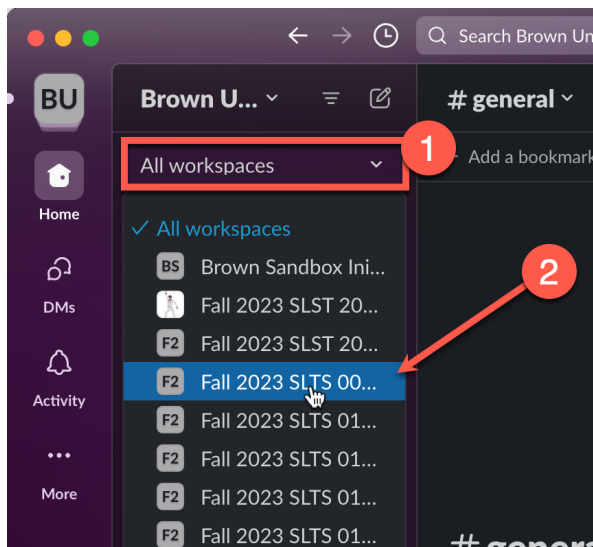 Search Brown Un
BU
Brown U...
# general
All workspaces
1
Add a bookmark
Home
All workspaces
BS Brown Sandbox Ini...
2
DMs
Fall 2023 SLST 20...
F2 Fall 2023 SLST 20...
F2 Fall 2023 SLTS 00...
Activity
F2 Fall 2023 SLTS 01...
F2 Fall 2023 SLTS 01...
More
F2 Fall 2023 SLTS 01...
F2 Fall 2023 SLTS 01...
# genera